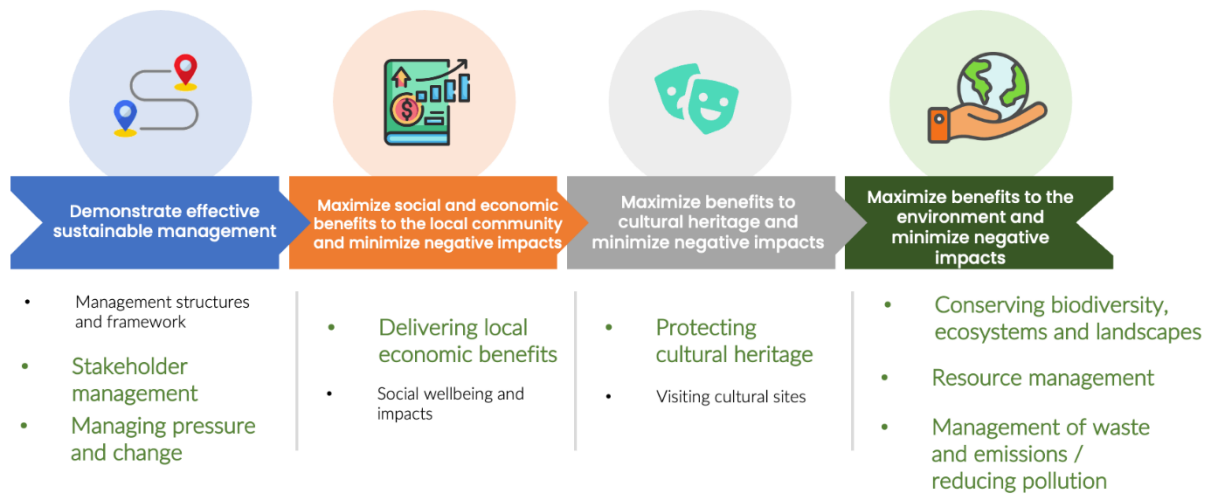 Demonstrate effective
sustainable management
Maximize social and economic
benefits to the local community
and minimize negative impacts
Maximize benefits to
cultural heritage and
minimize negative impacts
Maximize benefits to the
environment and
minimize negative
impacts
• Management structures
and framework
• Stakeholder
management
• Managing pressure
and change
• Delivering local
economic benefits
• Social wellbeing and
impacts
• Protecting
cultural heritage
• Visiting cultural sites
• Conserving biodiversity,
ecosystems and landscapes
• Resource management
• Management of waste
and emissions /
reducing pollution